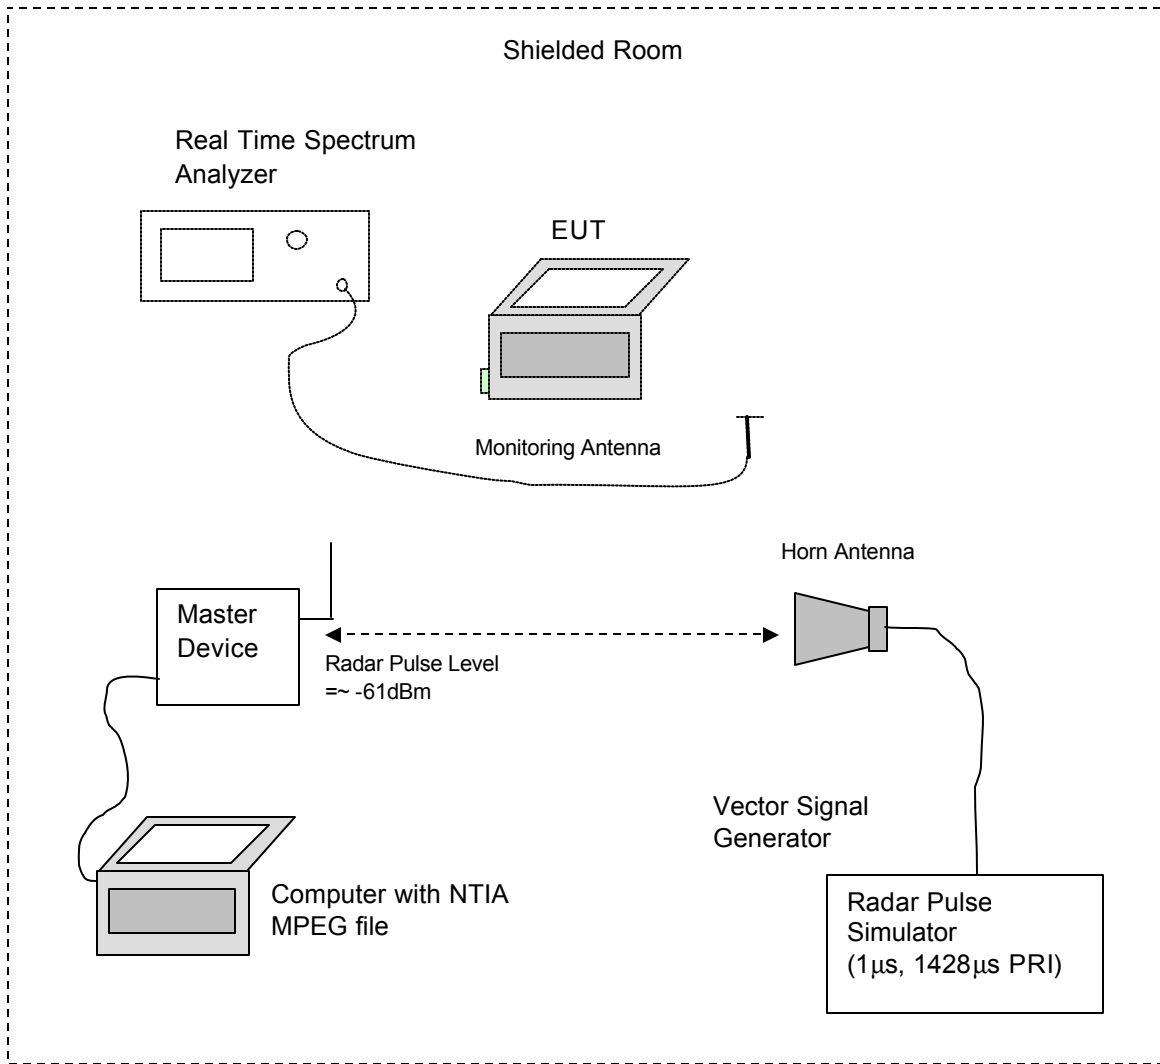 Shielded Room
Real Time Spectrum
Analyzer
EUT
Monitoring Antenna
Horn Antenna
Master
Device
Radar Pulse Level
=~ -61dBm
Vector Signal
Generator
Computer with NTIA
MPEG file
Radar Pulse
Simulator
(1μs, 1428μs PRI)